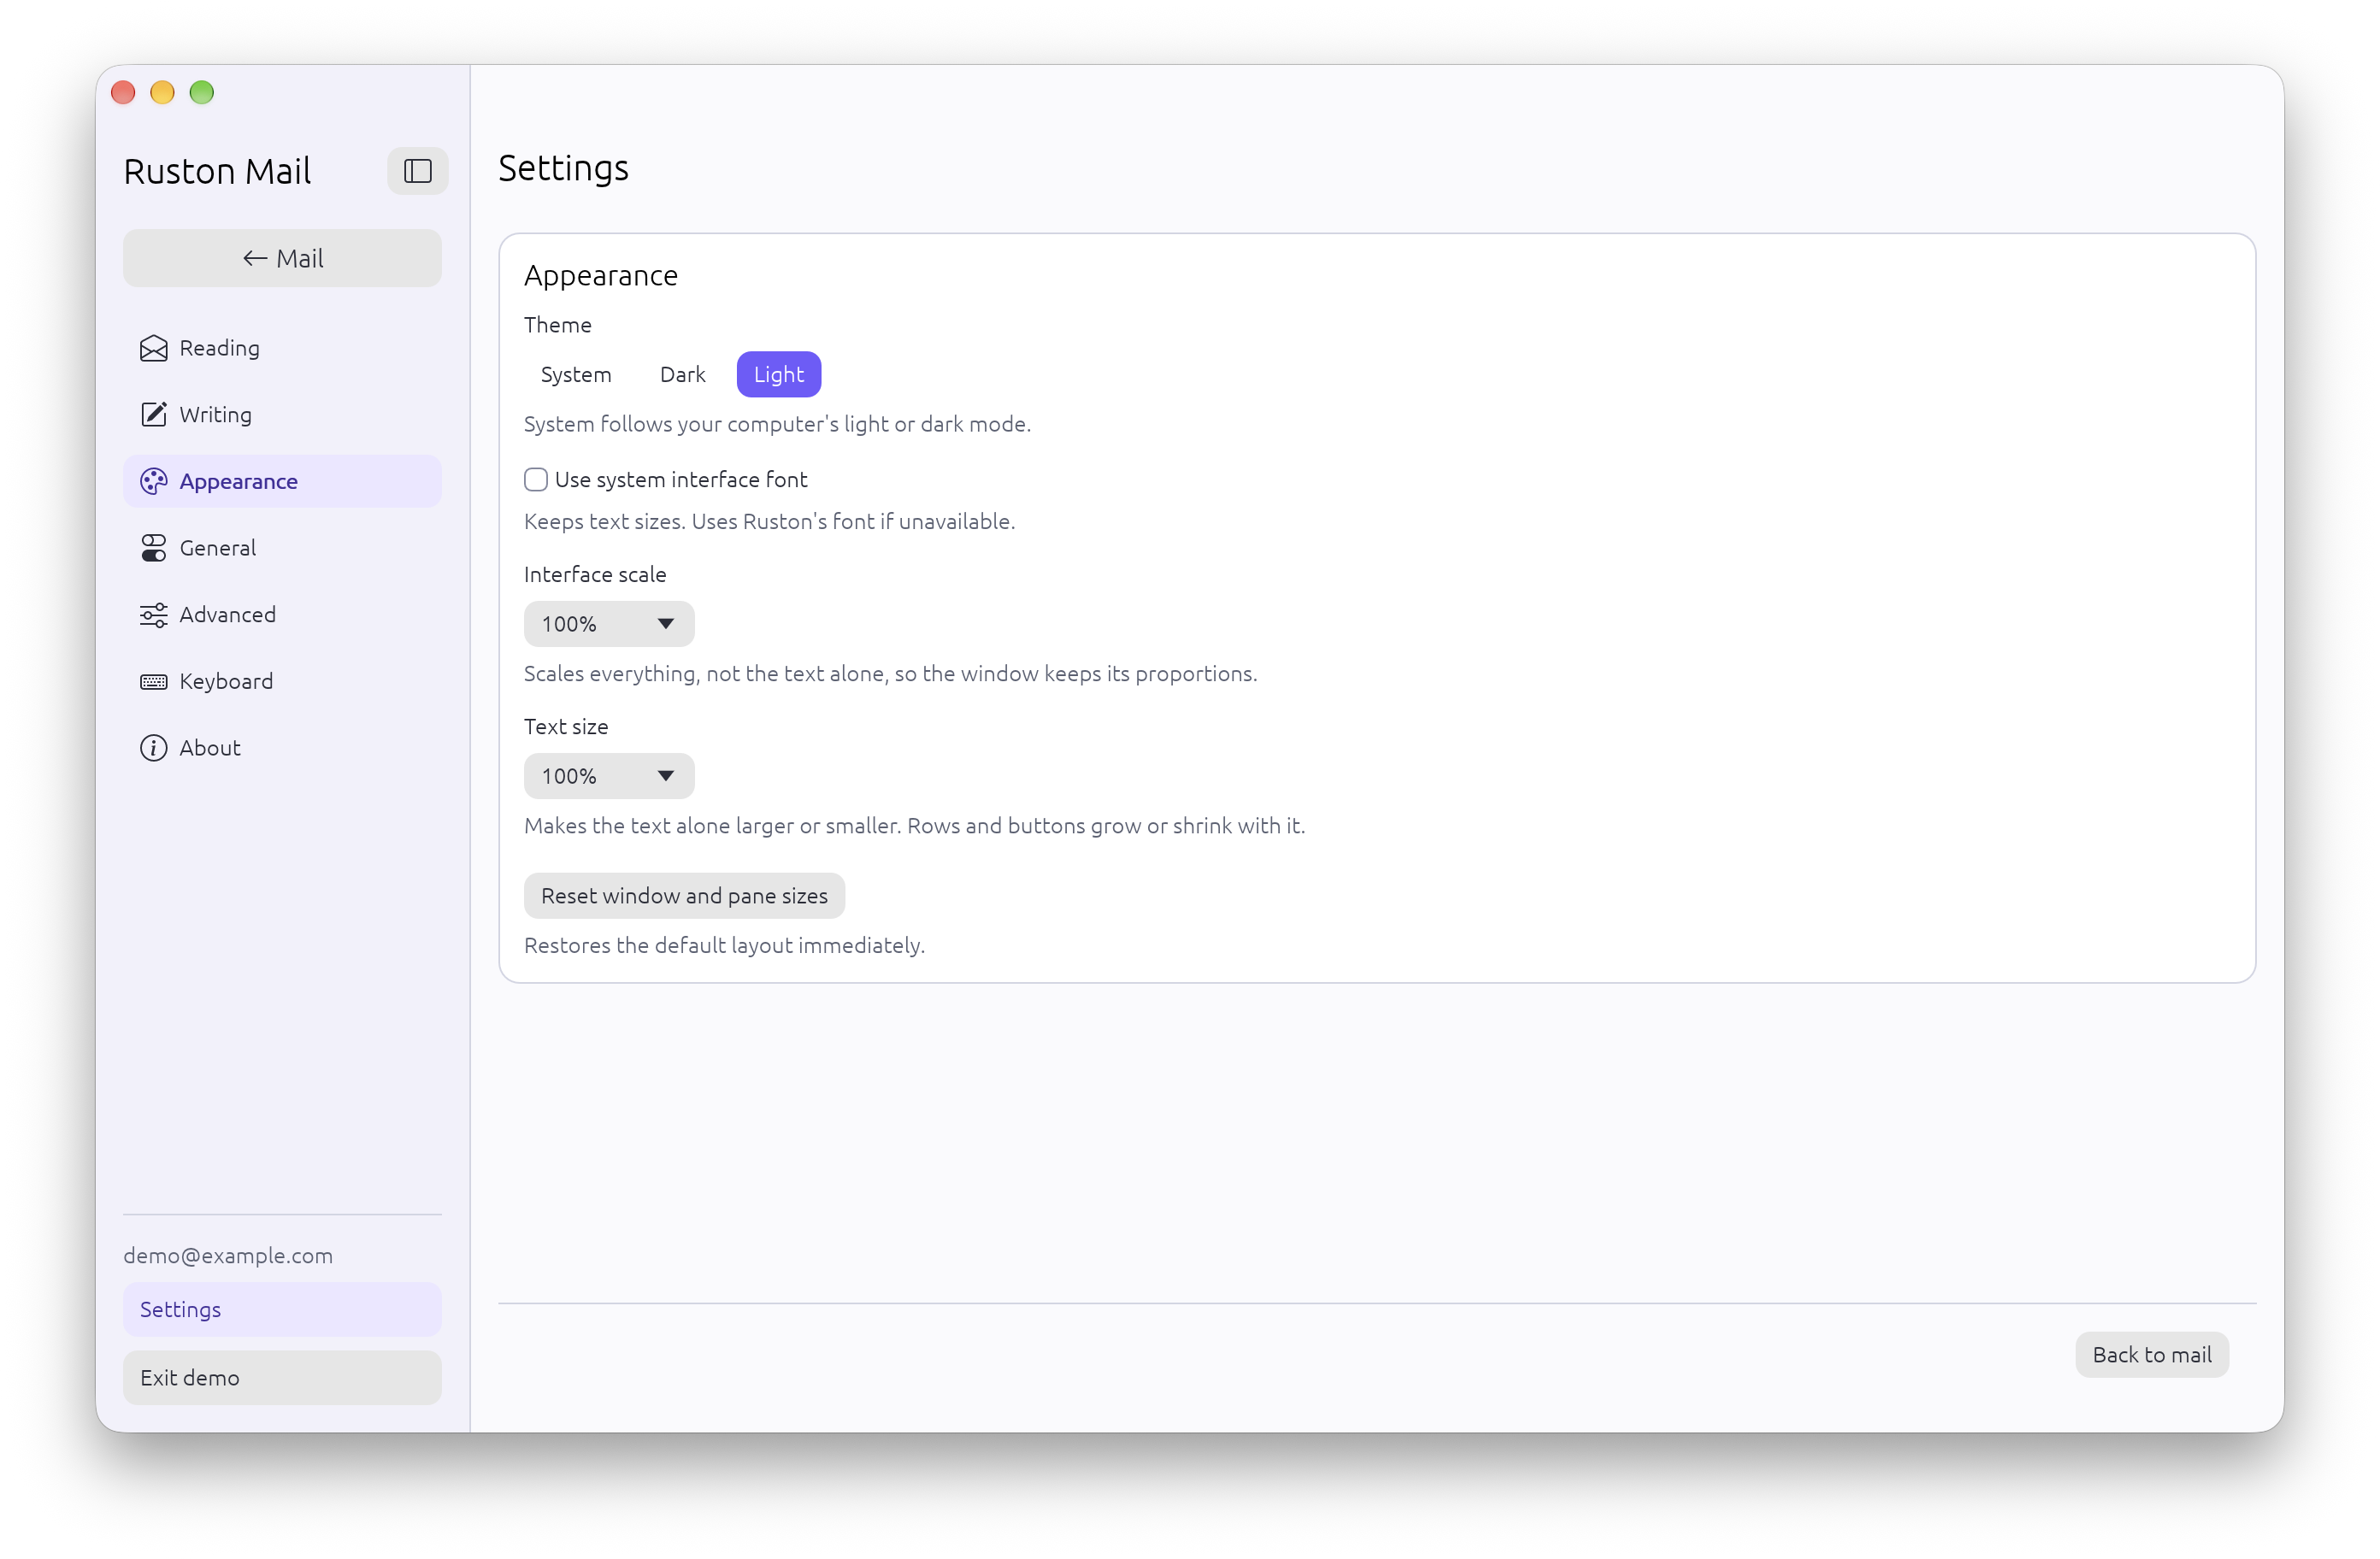 Ruston Mail
← Mail
Reading
Writing
Appearance
General
Advanced
Keyboard
About
demo@example.com
Settings
Exit demo
Settings
Appearance
Theme
System Dark Light
System follows your computer's light or dark mode.
Use system interface font
Keeps text sizes. Uses Ruston's font if unavailable.
Interface scale
100%
Scales everything, not the text alone, so the window keeps its proportions.
Text size
100%
Makes the text alone larger or smaller. Rows and buttons grow or shrink with it.
Reset window and pane sizes
Restores the default layout immediately.
Back to mail